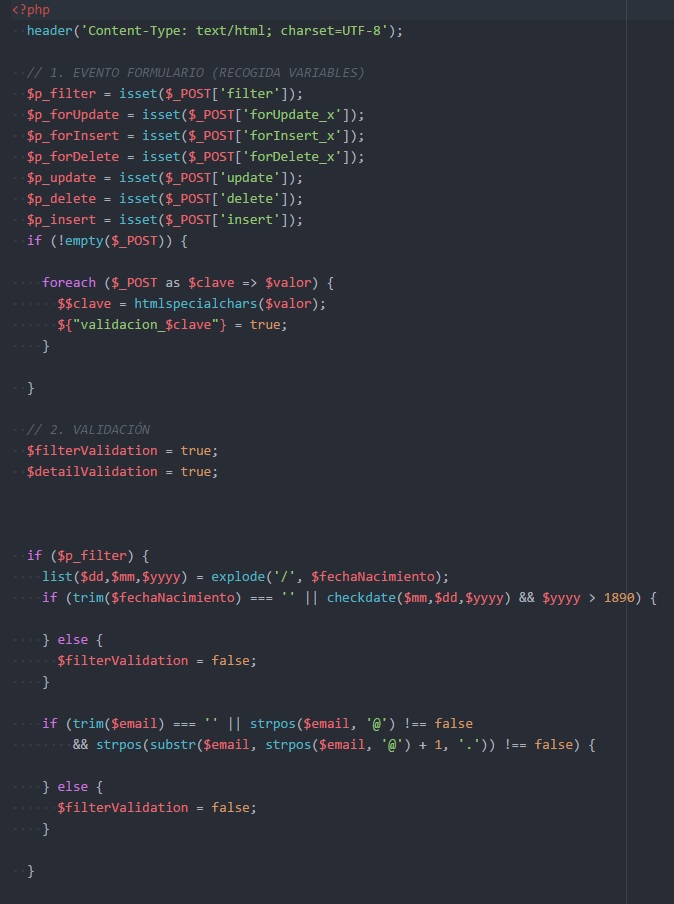 <?php
header('Content-Type: text/html; charset=UTF-8');
// 1. EVENTO FORMULARIO (RECOGIDA VARIABLES)
$p_filter = isset($_POST['filter']);
$p_forUpdate = isset($_POST['forUpdate_x']);
$p_forInsert = isset($_POST['forInsert_x']);
$p_forDelete = isset($_POST['forDelete_x']);
$p_update = isset($_POST['update']);
$p_delete = isset($_POST['delete']);
$p_insert = isset($_POST['insert']);
if (!empty($_POST)) {
foreach ($_POST as $clave => $valor) {
$$clave = htmlspecialchars($valor);
${"validacion_$clave"} = true;
}
}
// 2. VALIDACIÓN
$filterValidation = true;
$detailValidation = true;
if ($p_filter) {
list($dd,$mm,$yyyy) = explode('/', $fechaNacimiento);
if (trim($fechaNacimiento) === '' || checkdate($mm,$dd,$yyyy) && $yyyy > 1890) {
} else {
$filterValidation = false;
}
if (trim($email) === '' || strpos($email, '@') !== false
&& strpos(substr($email, strpos($email, '@') + 1, '.')) !== false) {
} else {
$filterValidation = false;
}
}